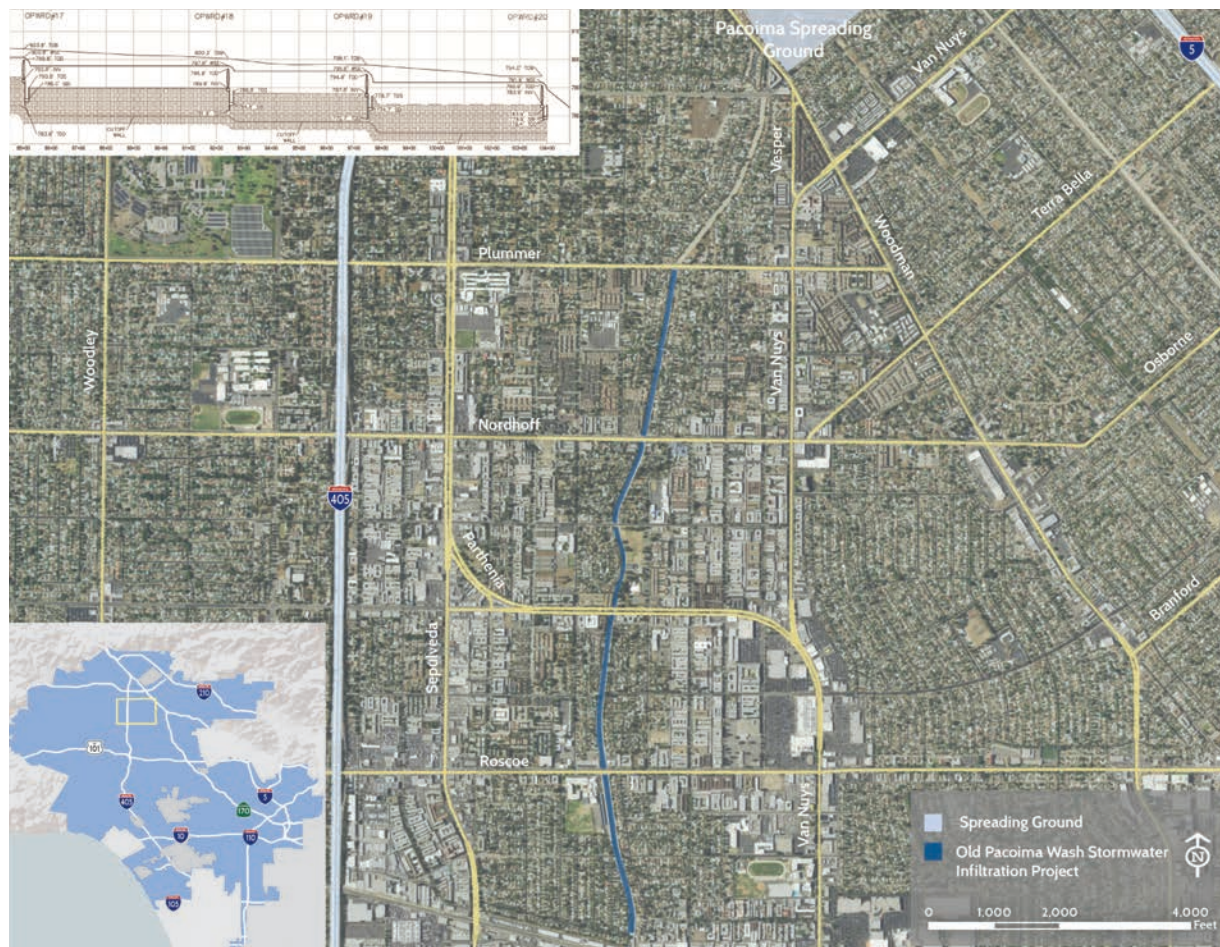 OPWRD#17 OPWRD#18 OPWRD#19 OPWRD#20
CUTOFF
WALL
CUTOFF
WALL
Pacoima Spreading
Ground
Van Nuys
5
Vesper
Terra Bella
Woodman
Plummer
Woodley
Van Nuys
Osborne
Nordhoff
405
Parthenia
Branford
Sepulveda
Roscoe
Van Nuys
210
101
405
5
170
10
110
105
Spreading Ground
Old Pacoima Wash Stormwater
Infiltration Project
N
0 1,000 2,000 4,000
Feet